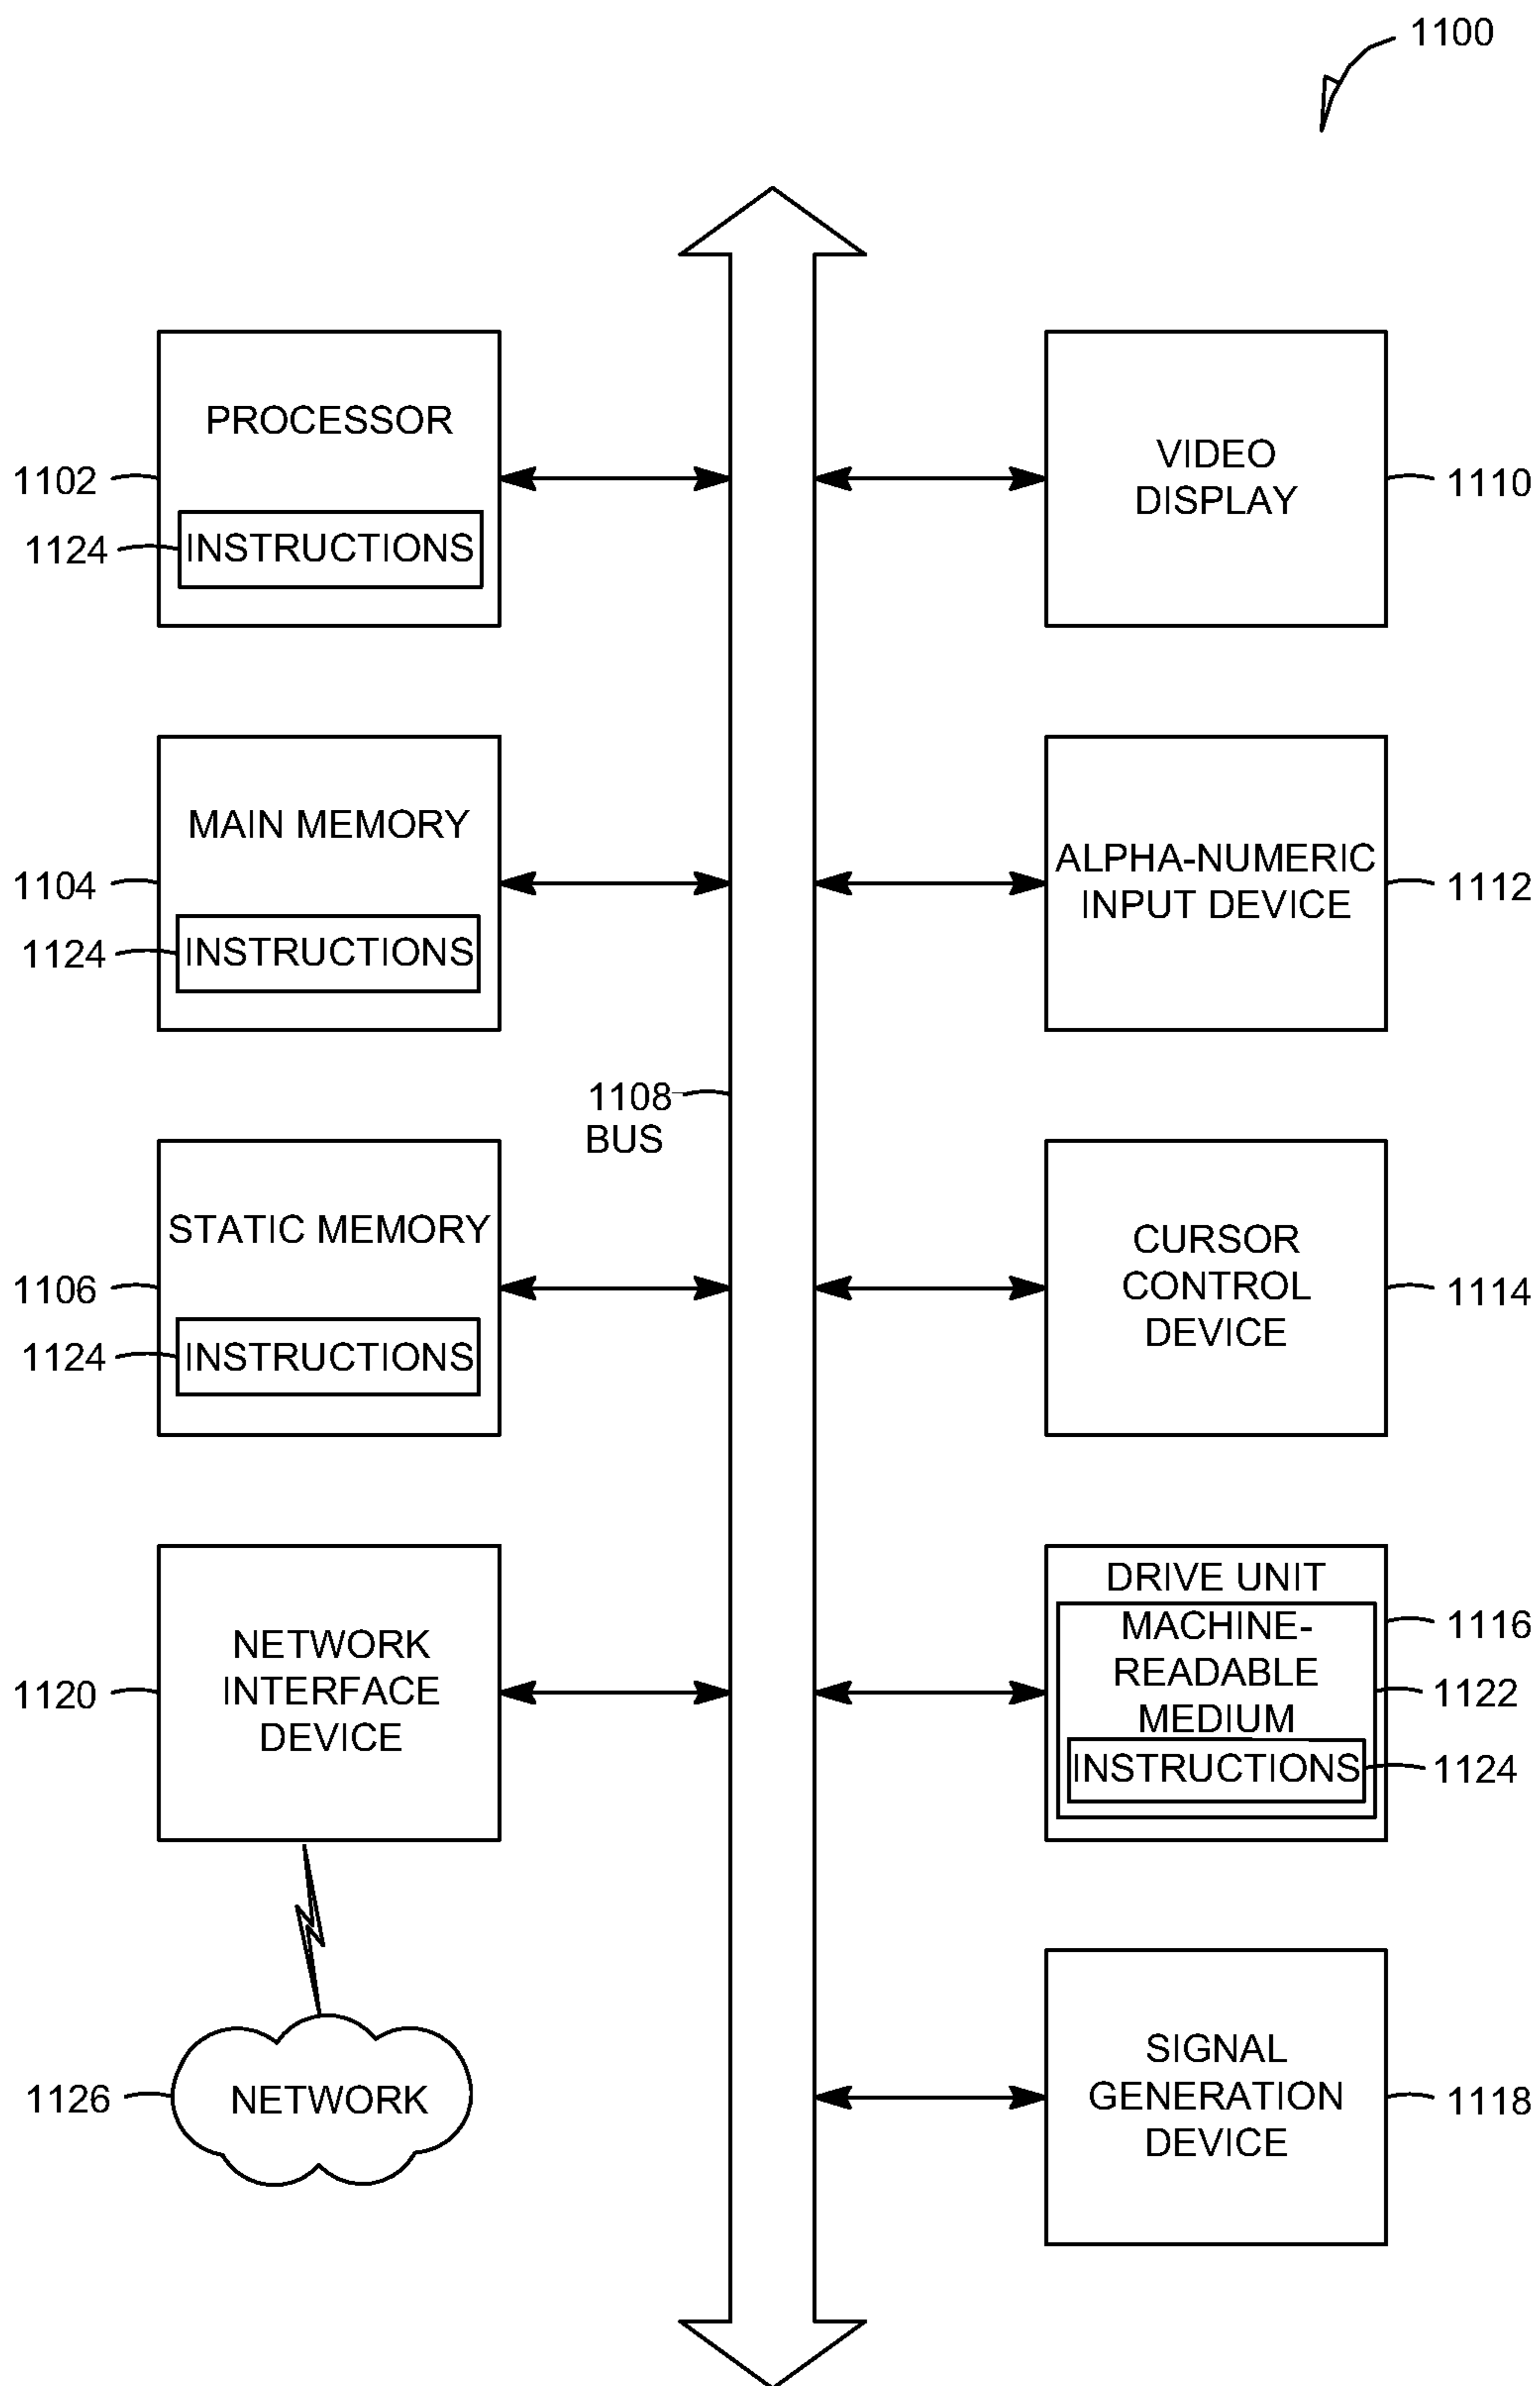 1100
PROCESSOR
1102
1124
INSTRUCTIONS
VIDEO
DISPLAY
1110
MAIN MEMORY
1104
1124
INSTRUCTIONS
ALPHA-NUMERIC
INPUT DEVICE
1112
1108
BUS
STATIC MEMORY
1106
1124
INSTRUCTIONS
CURSOR
CONTROL
DEVICE
1114
NETWORK
INTERFACE
DEVICE
1120
DRIVE UNIT
MACHINE-
READABLE
MEDIUM
INSTRUCTIONS
1116
1122
1124
NETWORK
1126
SIGNAL
GENERATION
DEVICE
1118